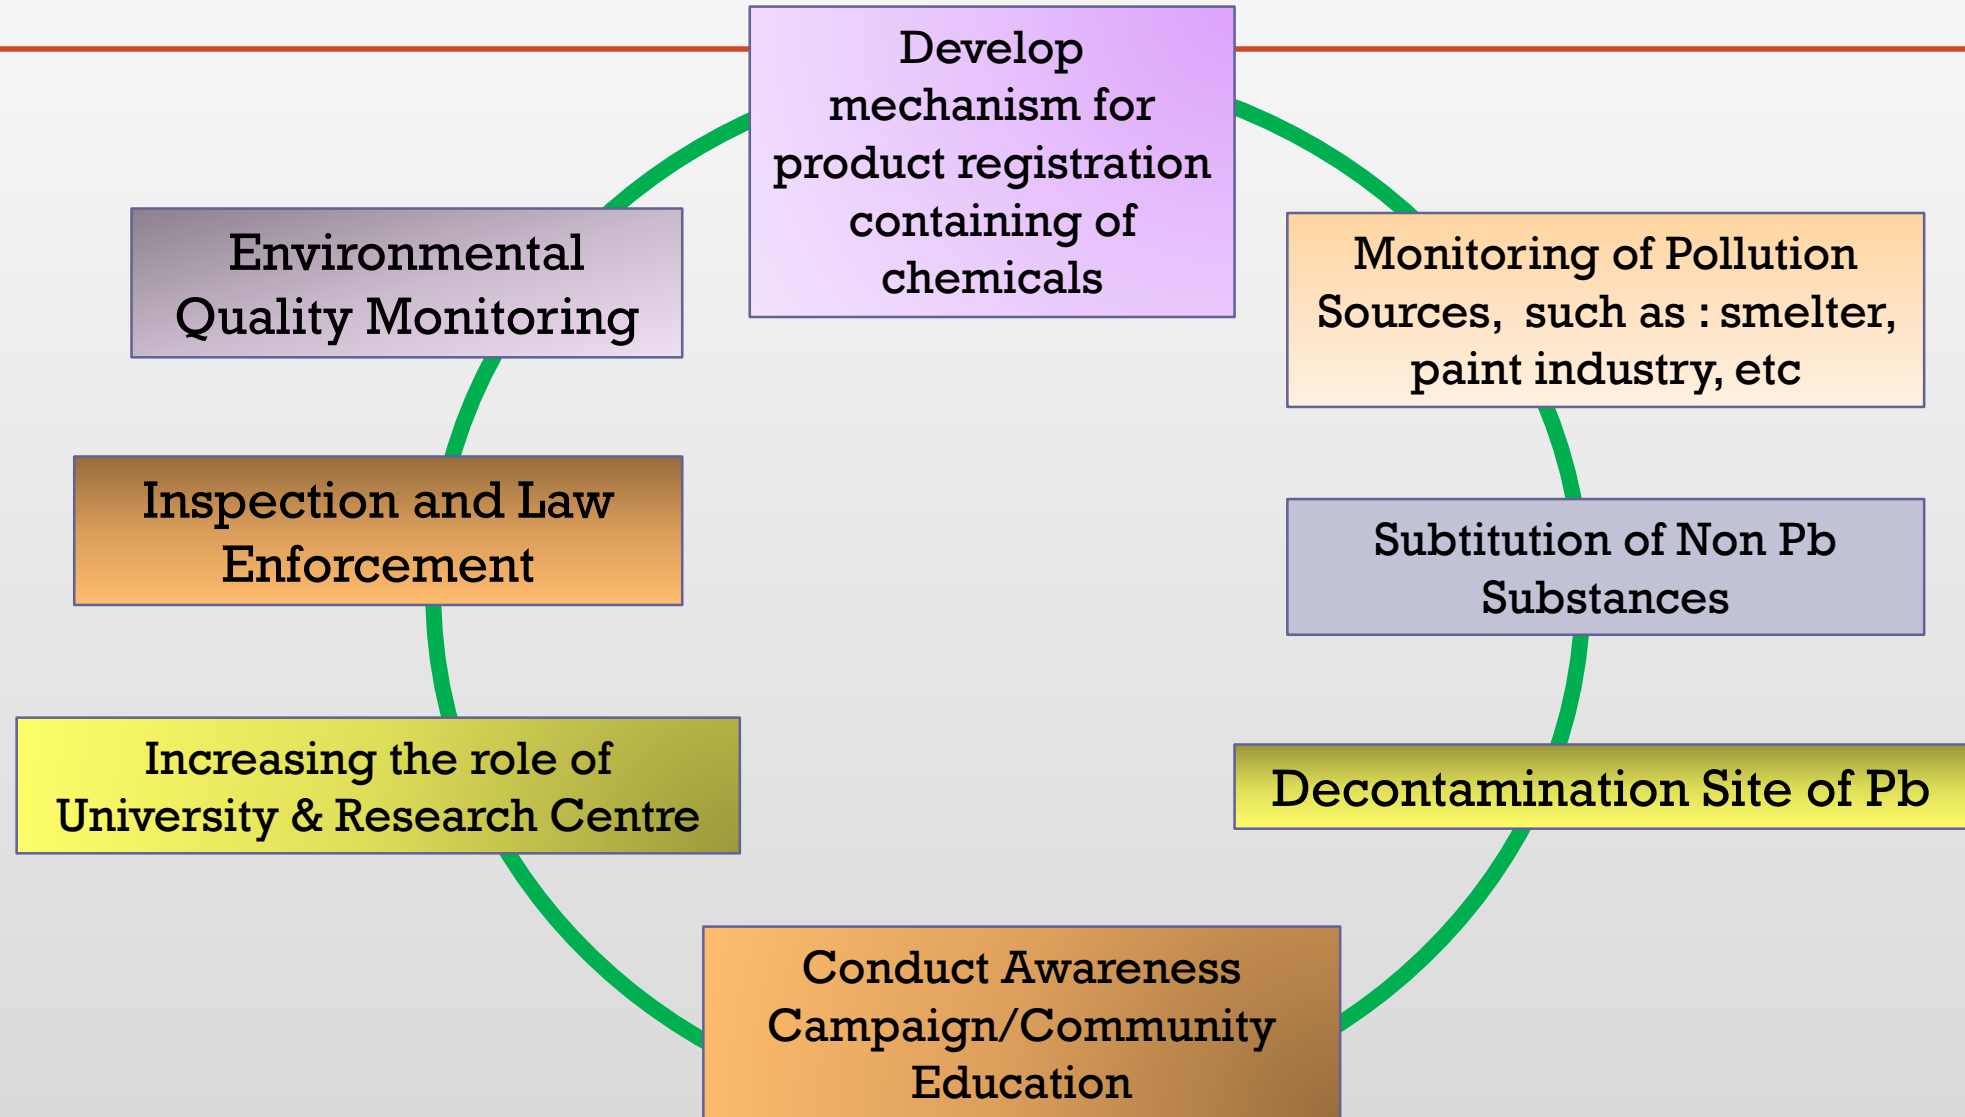 Develop
mechanism for
product registration
containing of
chemicals
Environmental
Quality Monitoring
Monitoring of Pollution
Sources,  such as : smelter,
paint industry, etc
Inspection and Law
Enforcement
Subtitution of Non Pb
Substances
Increasing the role of
University & Research Centre
Decontamination Site of Pb
Conduct Awareness
Campaign/Community
Education